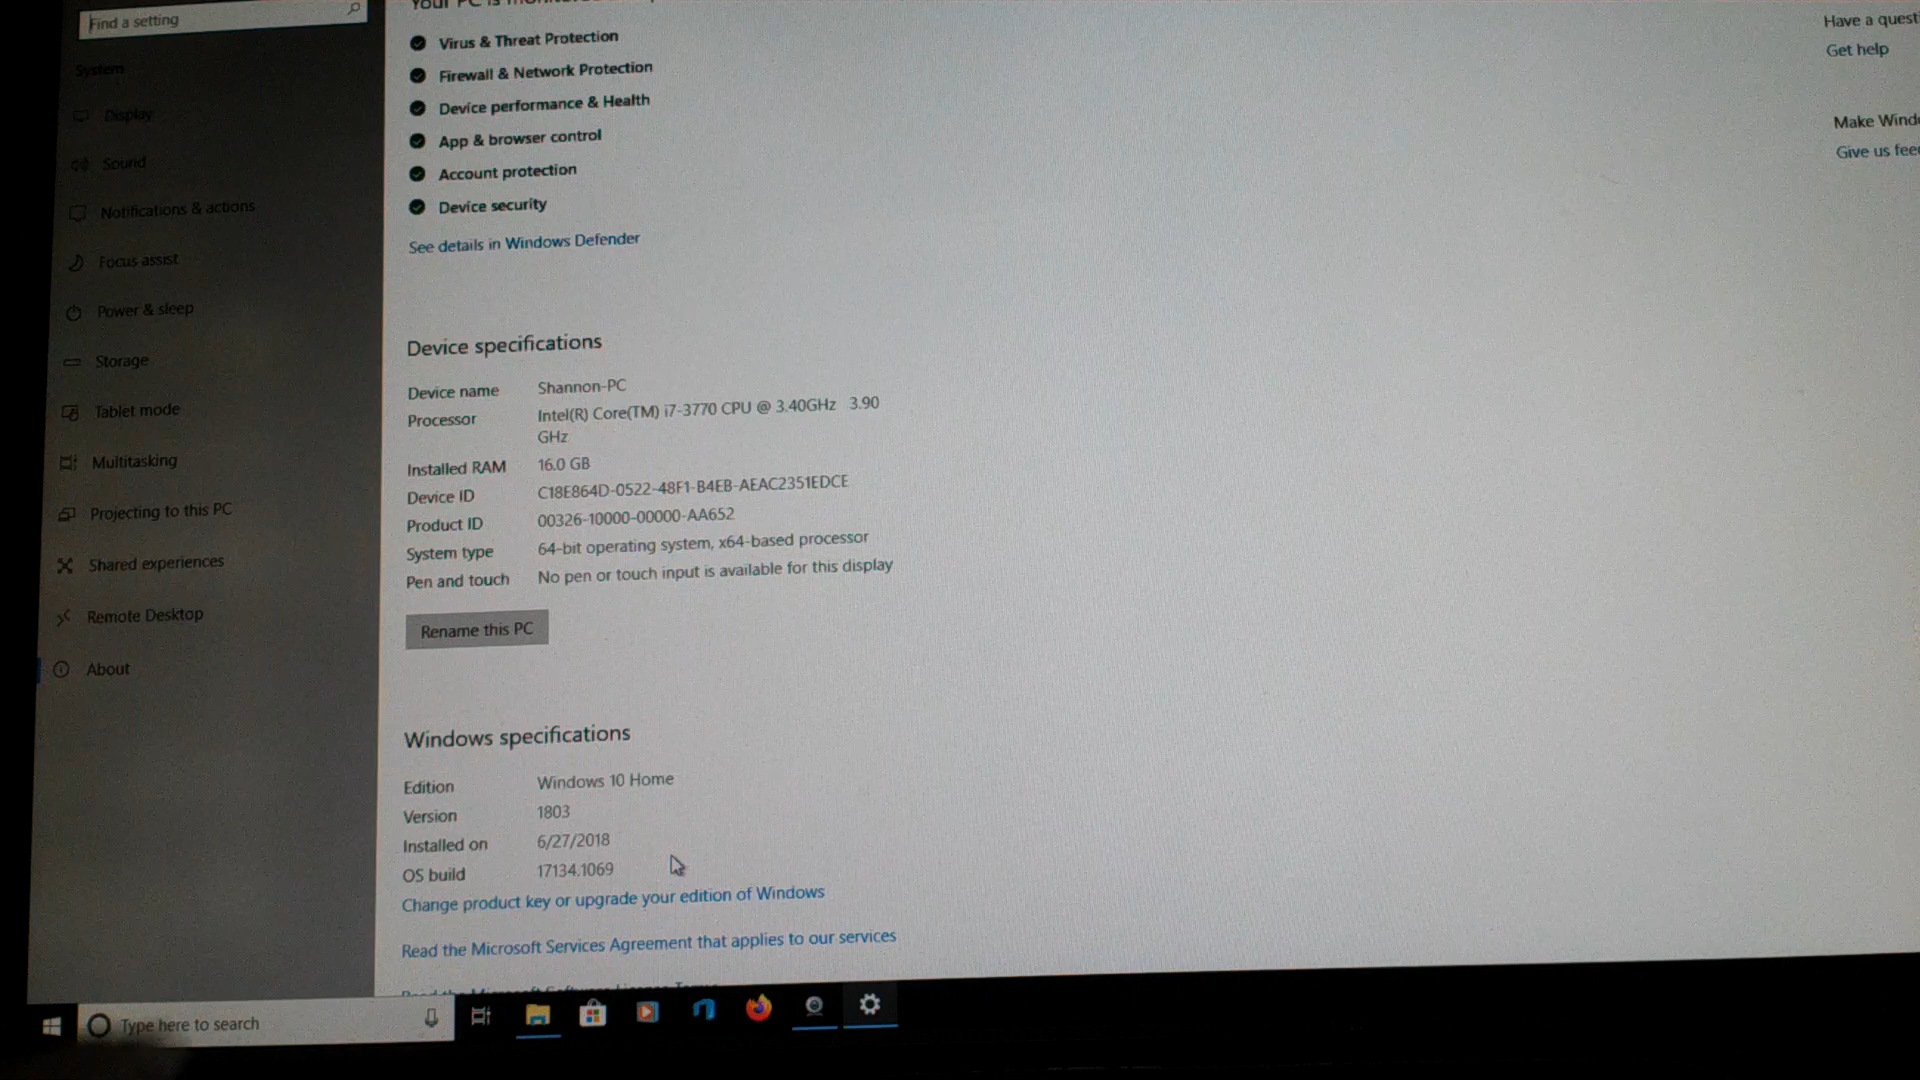 Find a setting
System
Display
Sound
Notifications & actions
Focus assist
Power & sleep
Storage
Tablet mode
Multitasking
Projecting to this PC
Shared experiences
Remote Desktop
About
Your PC is
Virus & Threat Protection
Firewall & Network Protection
Device performance & Health
App & browser control
Account protection
Device security
See details in Windows Defender
Device specifications
Device name Shannon-PC
Processor Intel(R) Core(TM) i7-3770 CPU @ 3.40GHz 3.90
GHz
Installed RAM 16.0 GB
Device ID C18E864D-0522-48F1-B4EB-AEAC2351EDCE
Product ID 00326-10000-00000-AA652
System type 64-bit operating system, x64-based processor
Pen and touch No pen or touch input is available for this display
Rename this PC
Windows specifications
Edition Windows 10 Home
Version 1803
Installed on 6/27/2018
OS build 17134.1069
Change product key or upgrade your edition of Windows
Read the Microsoft Services Agreement that applies to our services
Have a quest
Get help
Make Wind
Give us fee
Type here to search